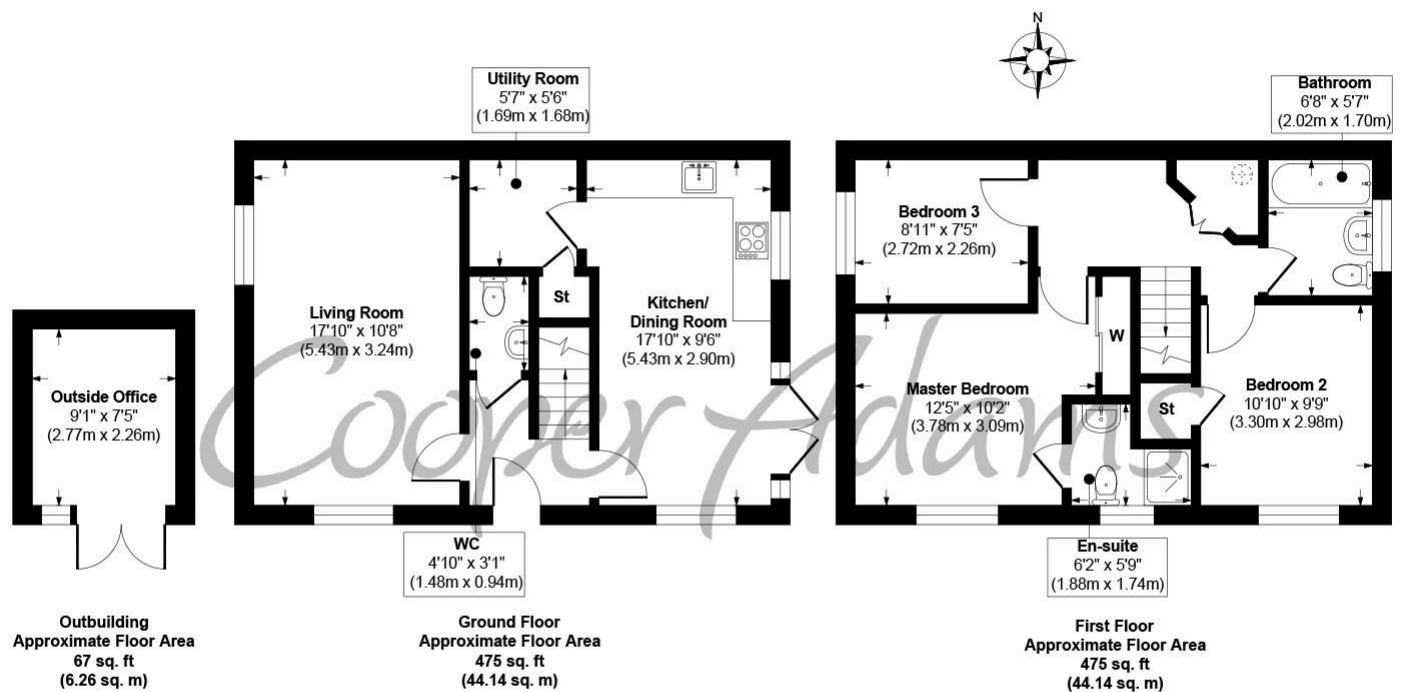 N
Utility Room
5'7" x 5'6"
(1.69m x 1.68m)
Bathroom
6'8" x 5'7"
(2.02m x 1.70m)
Living Room
17'10" x 10'8"
(5.43m x 3.24m)
St
Kitchen/
Dining Room
17'10" x 9'6"
(5.43m x 2.90m)
Bedroom 3
8'11" x 7'5"
(2.72m x 2.26m)
W
Outside Office
9'1" x 7'5"
(2.77m x 2.26m)
Master Bedroom
12'5" x 10'2"
(3.78m x 3.09m)
St
Bedroom 2
10'10" x 9'9"
(3.30m x 2.98m)
Cooper Adams
WC
4'10" x 3'1"
(1.48m x 0.94m)
En-suite
6'2" x 5'9"
(1.88m x 1.74m)
Outbuilding
Approximate Floor Area
67 sq. ft
(6.26 sq. m)
Ground Floor
Approximate Floor Area
475 sq. ft
(44.14 sq. m)
First Floor
Approximate Floor Area
475 sq. ft
(44.14 sq. m)